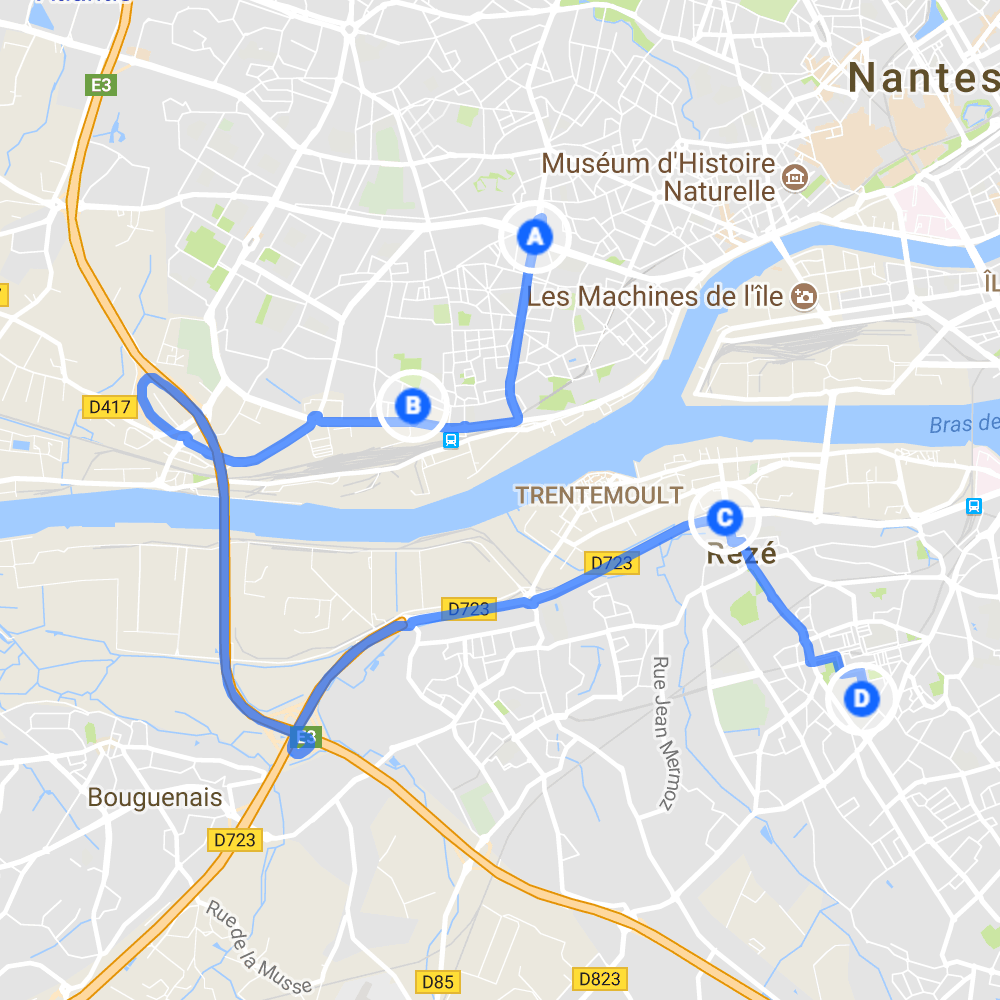 E3
Nantes
Muséum d'Histoire
Naturelle
A
Les Machines de l'île
ÎL
B
D417
Bras de
TRENTEMOULT
C
Rezé
D723
D723
Rue Jean Mermoz
D
E3
Bouguenais
D723
Rue de la Musse
D85
D823